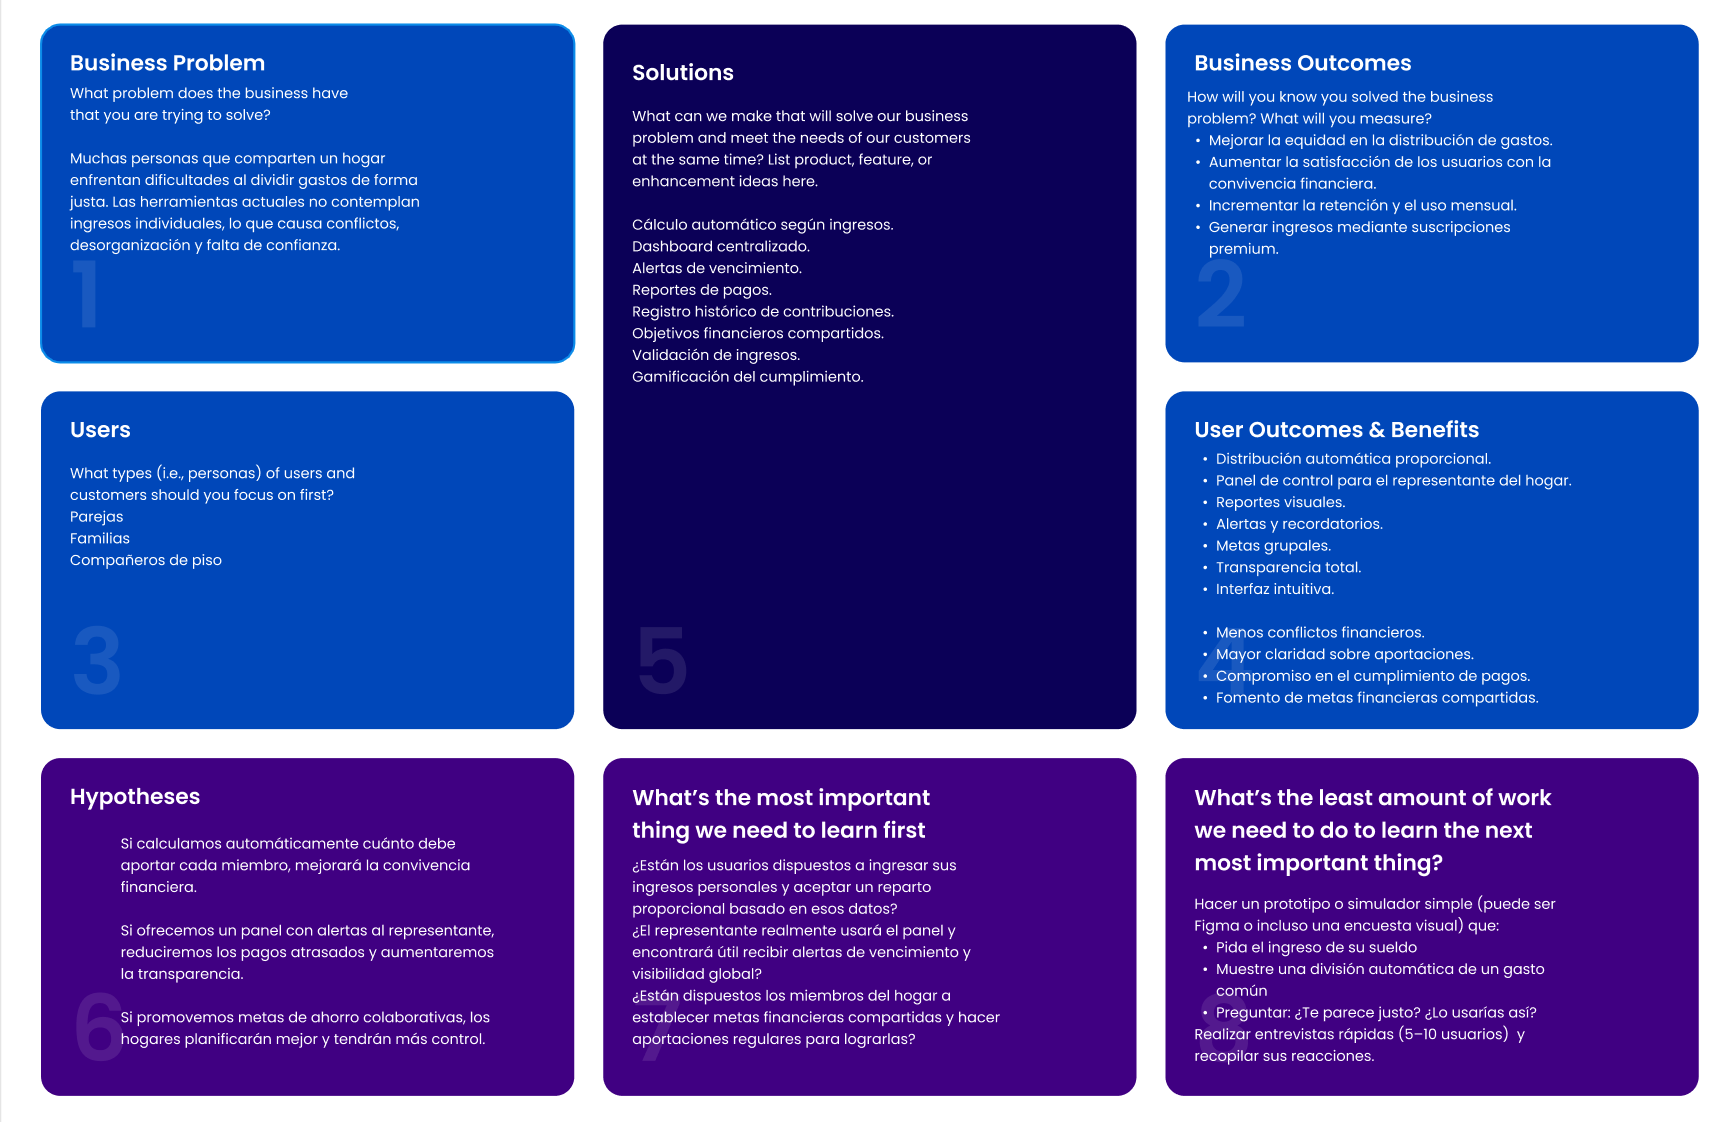 Business Problem
What problem does the business have
that you are trying to solve?
Muchas personas que comparten un hogar
enfrentan dificultades al dividir gastos de forma
justa. Las herramientas actuales no contemplan
ingresos individuales, lo que causa conflictos,
desorganización y falta de confianza.
1
Solutions
What can we make that will solve our business
problem and meet the needs of our customers
at the same time? List product, feature, or
enhancement ideas here.
Cálculo automático según ingresos.
Dashboard centralizado.
Alertas de vencimiento.
Reportes de pagos.
Registro histórico de contribuciones.
Objetivos financieros compartidos.
Validación de ingresos.
Gamificación del cumplimiento.
5
Business Outcomes
How will you know you solved the business
problem? What will you measure?
• Mejorar la equidad en la distribución de gastos.
• Aumentar la satisfacción de los usuarios con la
convivencia financiera.
• Incrementar la retención y el uso mensual.
• Generar ingresos mediante suscripciones
premium.
2
Users
What types (i.e., personas) of users and
customers should you focus on first?
Parejas
Familias
Compañeros de piso
3
User Outcomes & Benefits
• Distribución automática proporcional.
• Panel de control para el representante del hogar.
• Reportes visuales.
• Alertas y recordatorios.
• Metas grupales.
• Transparencia total.
• Interfaz intuitiva.
• Menos conflictos financieros.
• Mayor claridad sobre aportaciones.
• Compromiso en el cumplimiento de pagos.
• Fomento de metas financieras compartidas.
4
Hypotheses
Si calculamos automáticamente cuánto debe
aportar cada miembro, mejorará la convivencia
financiera.
Si ofrecemos un panel con alertas al representante,
reduciremos los pagos atrasados y aumentaremos
la transparencia.
Si promovemos metas de ahorro colaborativas, los
hogares planificarán mejor y tendrán más control.
6
What's the most important
thing we need to learn first
¿Están los usuarios dispuestos a ingresar sus
ingresos personales y aceptar un reparto
proporcional basado en esos datos?
¿El representante realmente usará el panel y
encontrará útil recibir alertas de vencimiento y
visibilidad global?
¿Están dispuestos los miembros del hogar a
establecer metas financieras compartidas y hacer
aportaciones regulares para lograrlas?
7
What's the least amount of work
we need to do to learn the next
most important thing?
Hacer un prototipo o simulador simple (puede ser
Figma o incluso una encuesta visual) que:
• Pida el ingreso de su sueldo
• Muestre una división automática de un gasto
común
• Preguntar: ¿Te parece justo? ¿Lo usarías así?
Realizar entrevistas rápidas (5–10 usuarios) y
recopilar sus reacciones.
8